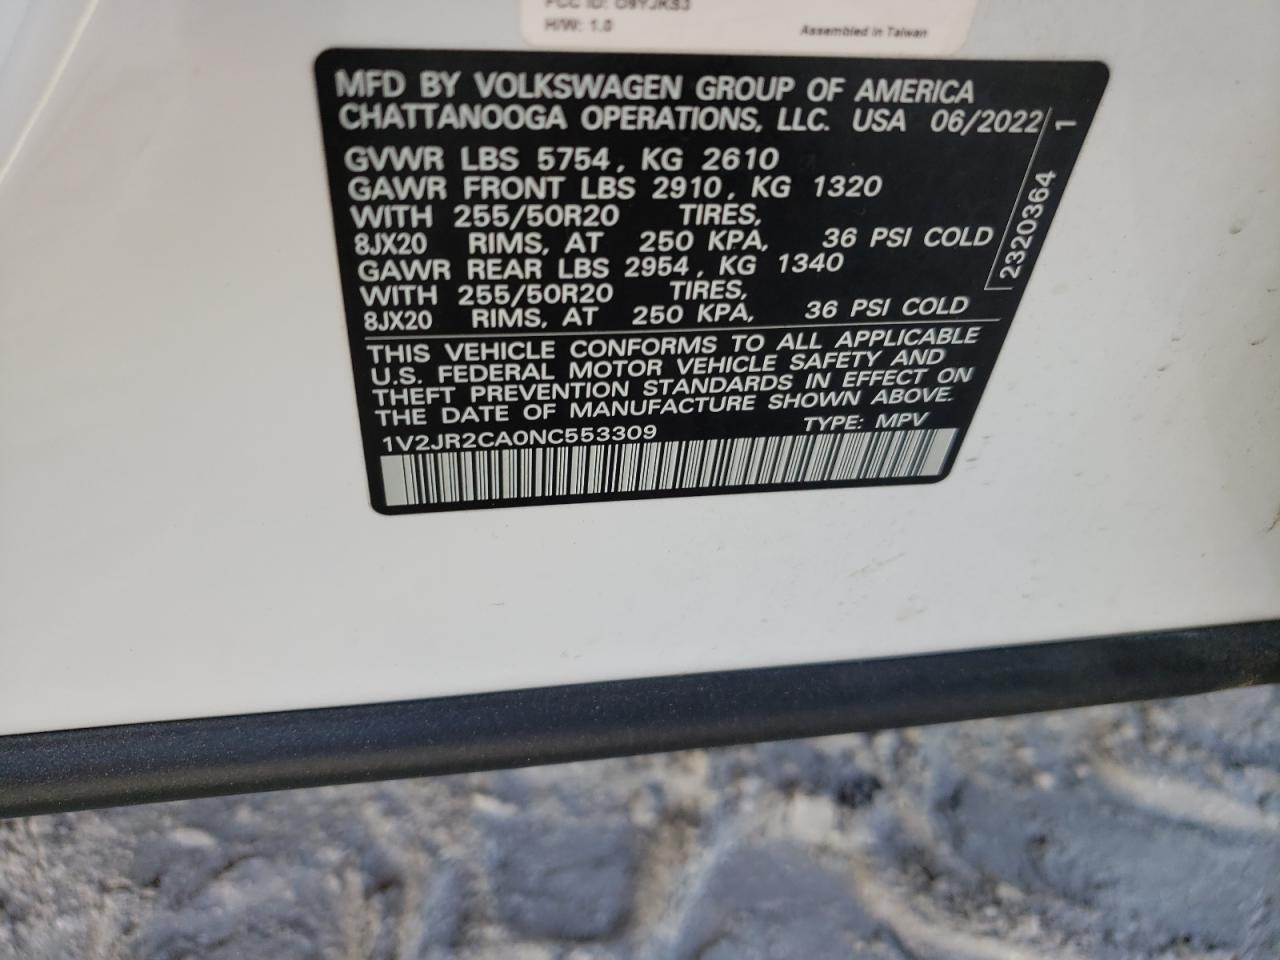 FCC ID: O9YJKS3
H/W: 1.0
Assembled in Taiwan
MFD BY VOLKSWAGEN GROUP OF AMERICA
CHATTANOOGA OPERATIONS, LLC. USA 06/2022 1
GVWR LBS 5754, KG 2610
GAWR FRONT LBS 2910, KG 1320
WITH 255/50R20 TIRES,
8JX20 RIMS, AT 250 KPA, 36 PSI COLD
GAWR REAR LBS 2954, KG 1340
WITH 255/50R20 TIRES,
8JX20 RIMS, AT 250 KPA, 36 PSI COLD
2320364
THIS VEHICLE CONFORMS TO ALL APPLICABLE
U.S. FEDERAL MOTOR VEHICLE SAFETY AND
THEFT PREVENTION STANDARDS IN EFFECT ON
THE DATE OF MANUFACTURE SHOWN ABOVE.
1V2JR2CA0NC553309 TYPE: MPV